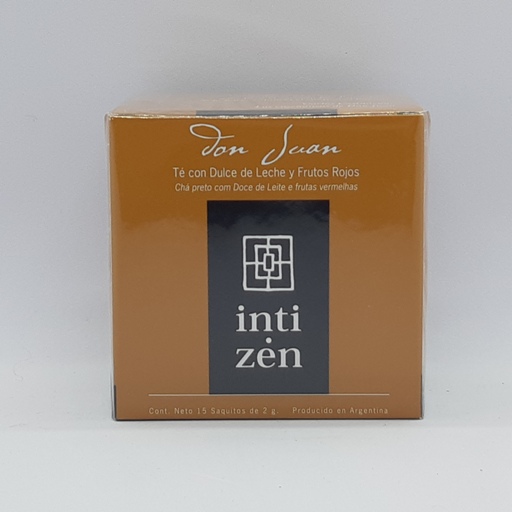 Don Juan
Té con Dulce de Leche y Frutos Rojos
Chá preto com Doce de Leite e frutas vermelhas
inti
zen
Cont. Neto 15 Saquitos de 2 g. Producido en Argentina